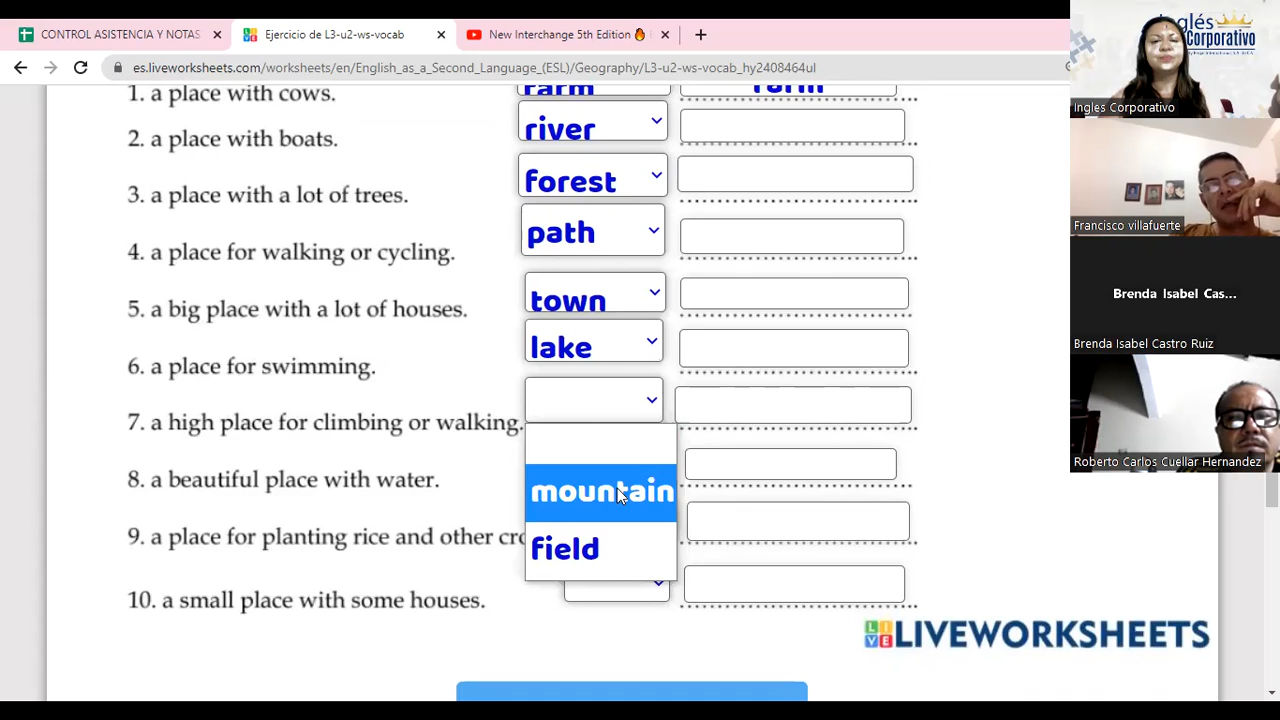 CONTROL ASISTENCIA Y NOTAS
Ejercicio de L3-u2-ws-vocab
New Interchange 5th Edition
es.liveworksheets.com/worksheets/en/English_as_a_Second_Language_(ESL)/Geography/L3-u2-ws-vocab_hy2408464ul
1. a place with cows.
farm
farm
2. a place with boats.
river
3. a place with a lot of trees.
forest
4. a place for walking or cycling.
path
5. a big place with a lot of houses.
town
6. a place for swimming.
lake
7. a high place for climbing or walking.
8. a beautiful place with water.
mountain
9. a place for planting rice and other cro
field
10. a small place with some houses.
LIVE
LIVEWORKSHEETS
Inglés
Corporativo
Ingles Corporativo
Francisco villafuerte
Brenda Isabel Cas...
Brenda Isabel Castro Ruiz
Roberto Carlos Cuellar Hernandez